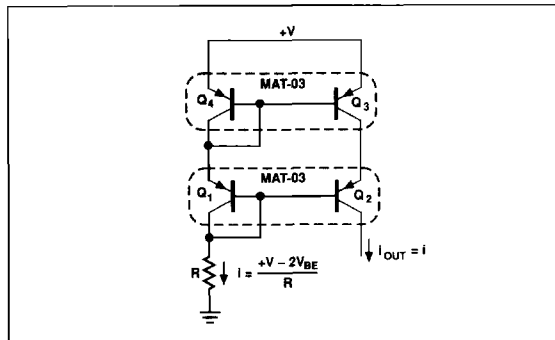 +V
MAT-03
Q4 Q3
MAT-03
Q1 Q2
R i = +V – 2VBE / R
IOUT = i